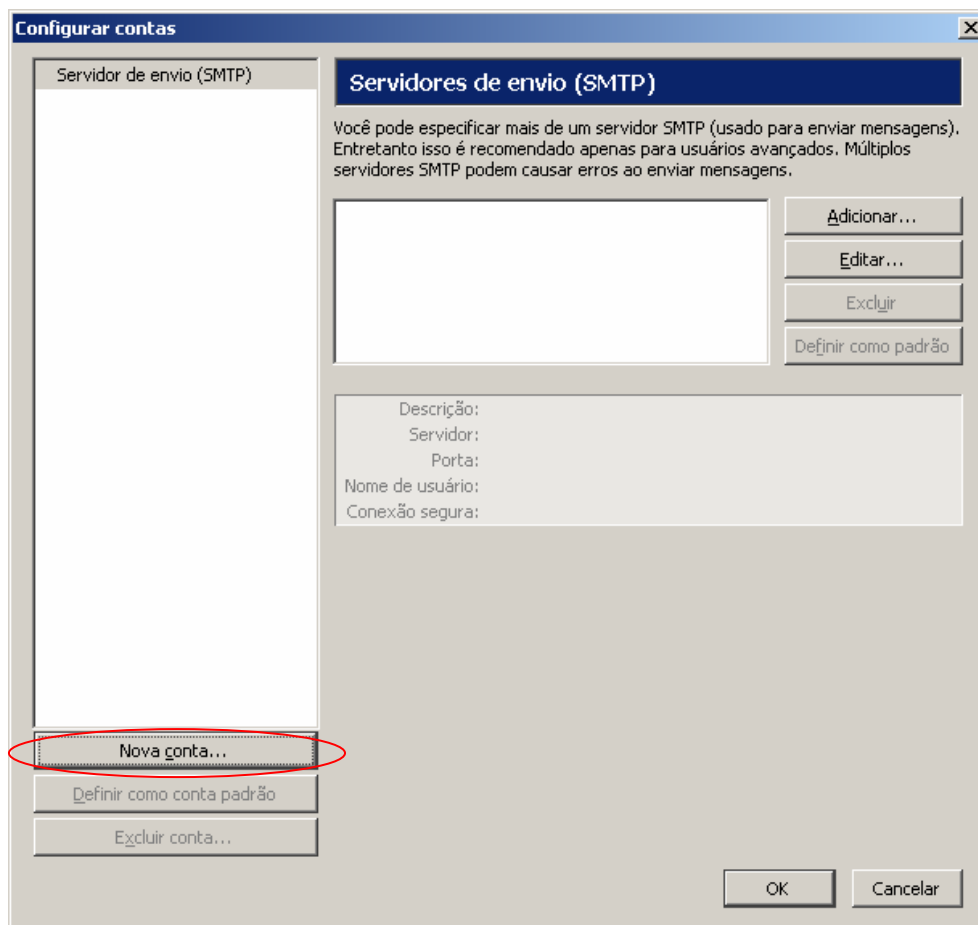 Configurar contas
Servidor de envio (SMTP)
Servidores de envio (SMTP)
Você pode especificar mais de um servidor SMTP (usado para enviar mensagens).
Entretanto isso é recomendado apenas para usuários avançados. Múltiplos
servidores SMTP podem causar erros ao enviar mensagens.
Adicionar...
Editar...
Excluir
Definir como padrão
Descrição:
Servidor:
Porta:
Nome de usuário:
Conexão segura:
Nova conta...
Definir como conta padrão
Excluir conta...
OK
Cancelar